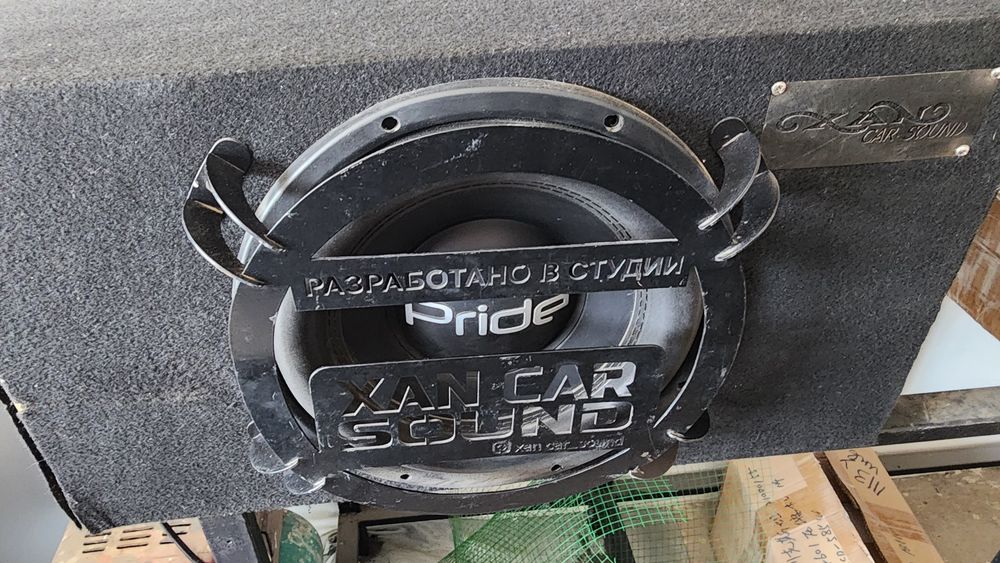 XAN
CAR SOUND
РАЗРАБОТАНО В СТУДИИ
Pride
XAN CAR
SOUND
xan car_sound